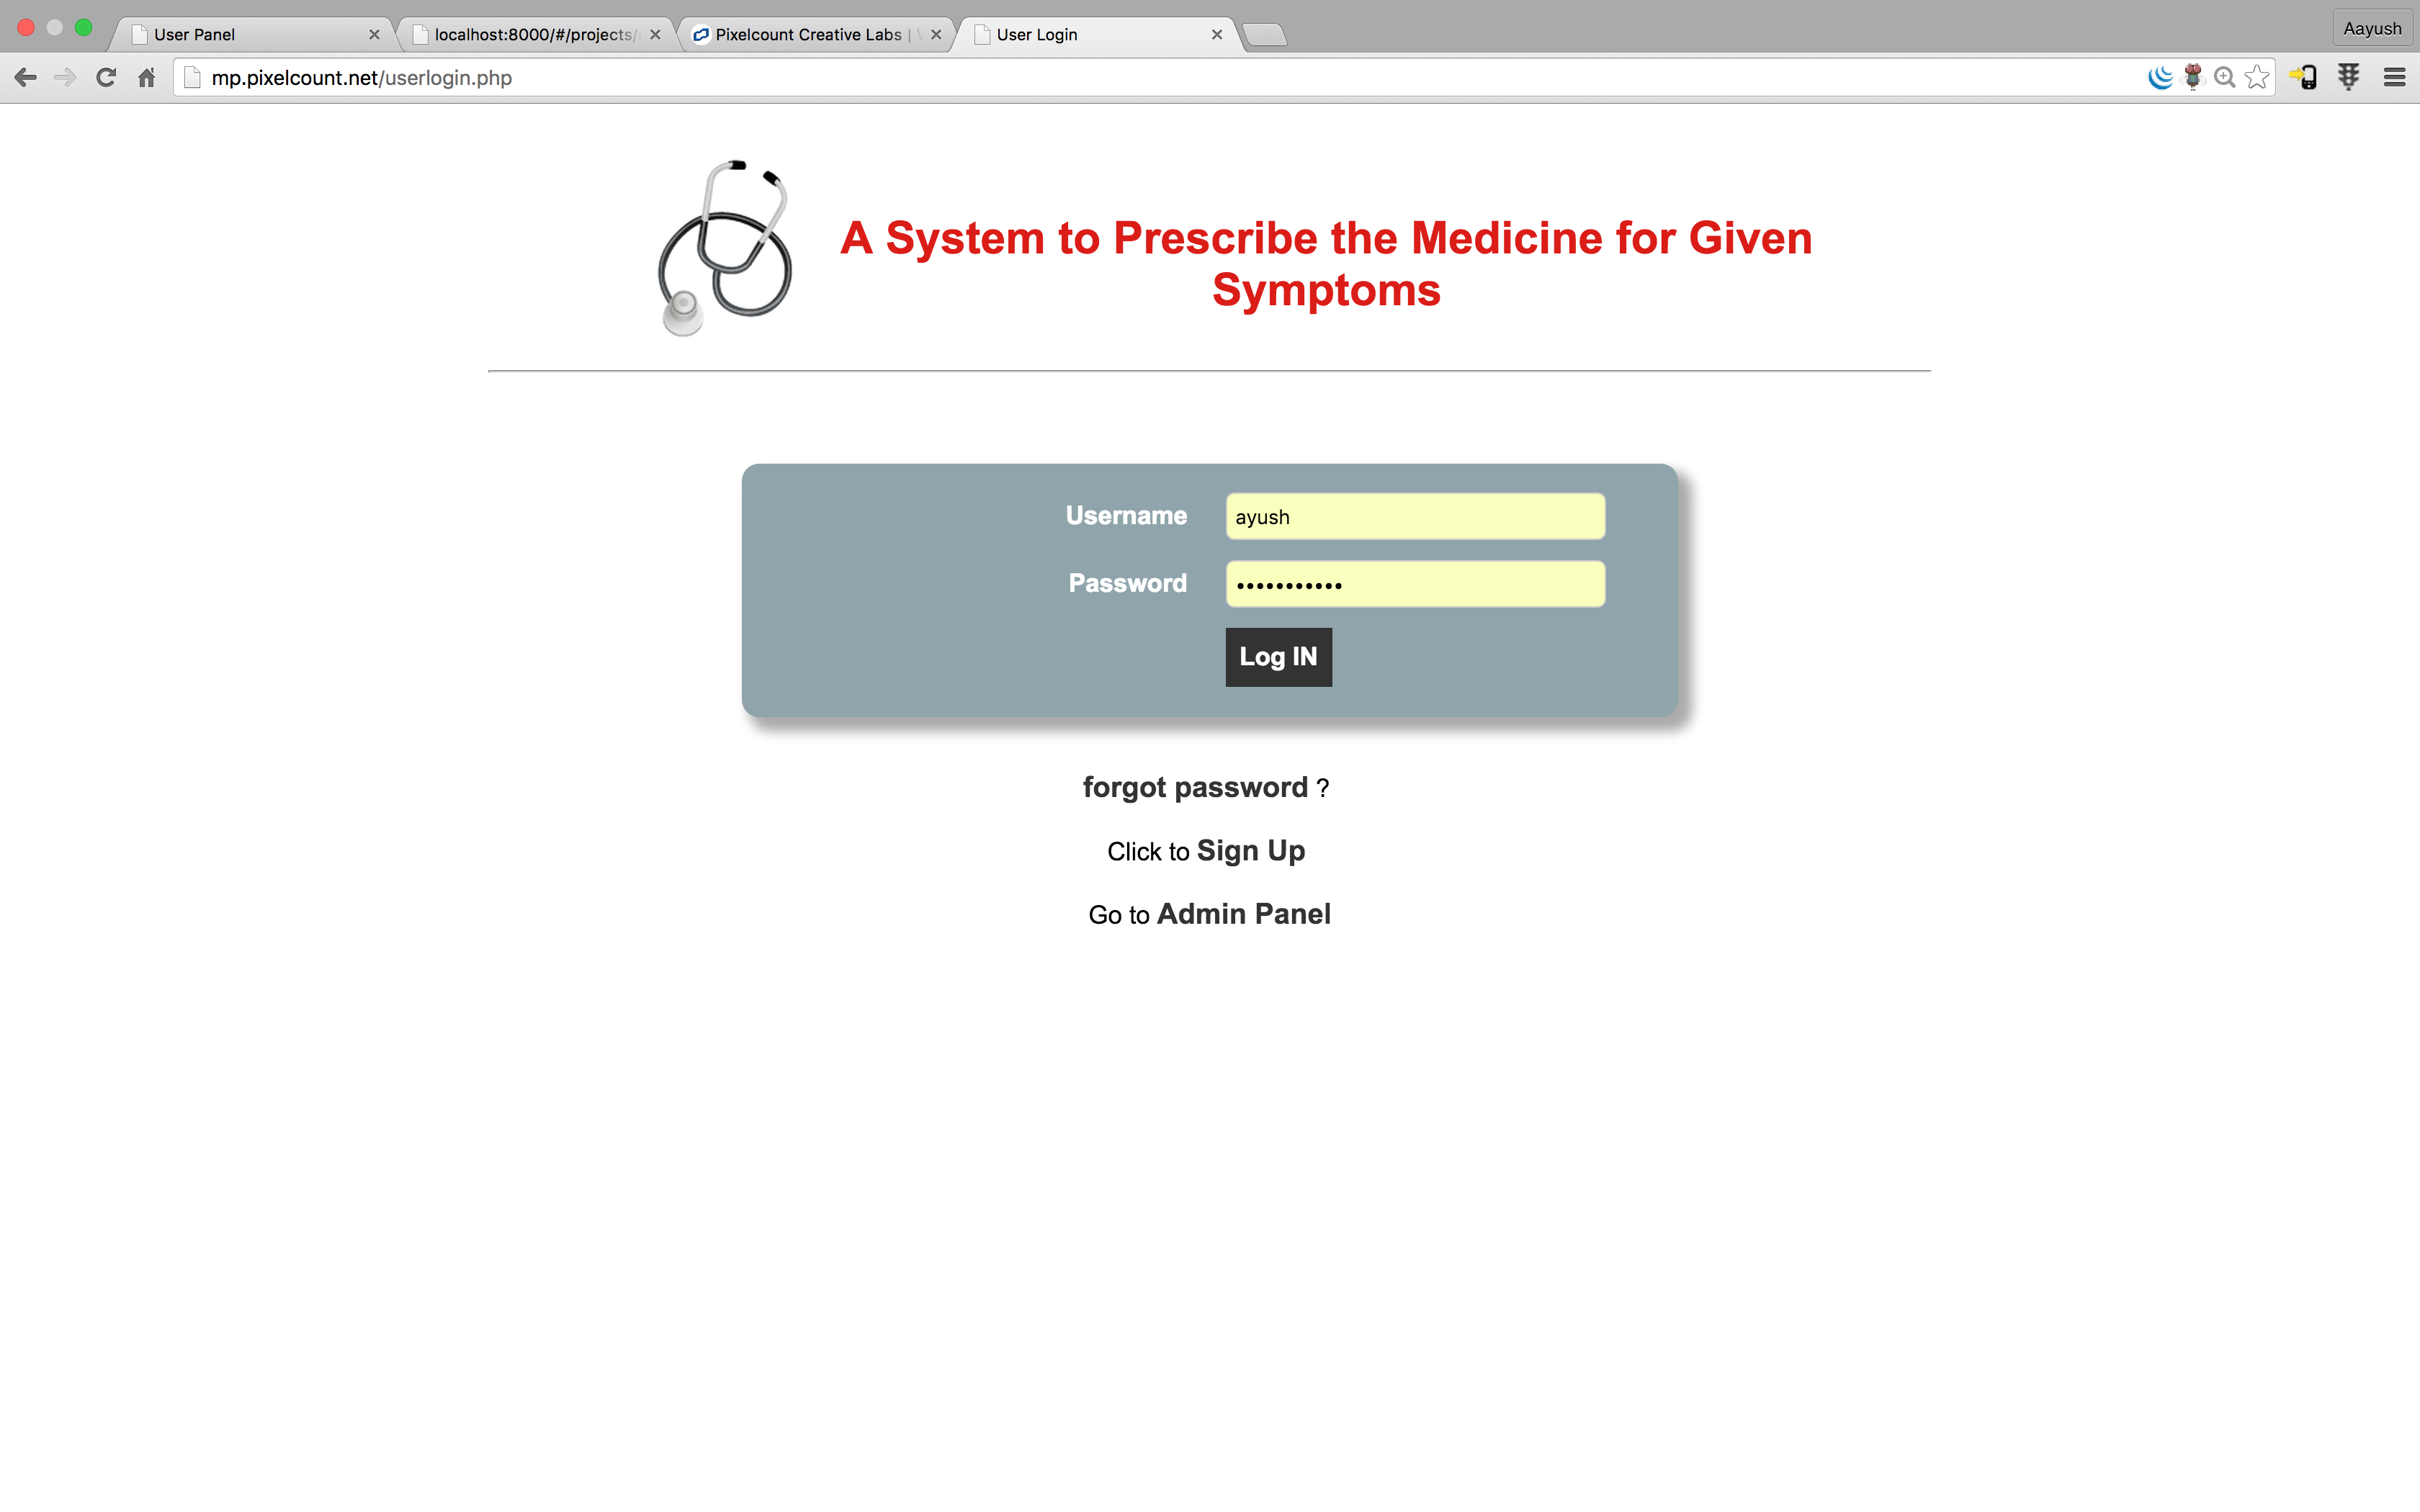 User Panel
localhost:8000/#/projects/
Pixelcount Creative Labs |
User Login
Aayush
mp.pixelcount.net/userlogin.php
A System to Prescribe the Medicine for Given
Symptoms
Username
ayush
Password
•••••••••••
Log IN
forgot password ?
Click to Sign Up
Go to Admin Panel